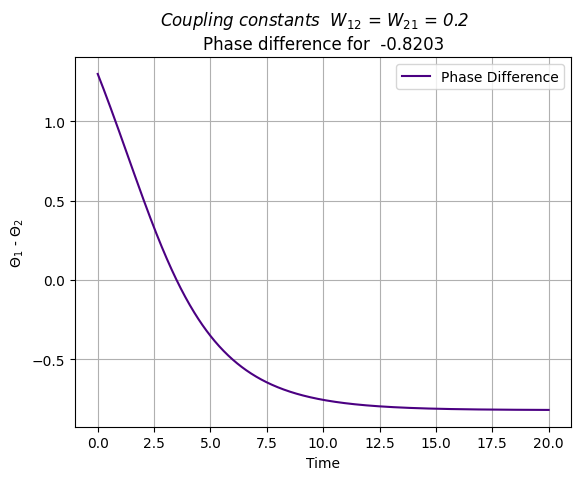 Coupling constants W₁₂ = W₂₁ = 0.2
Phase difference for -0.8203
Phase Difference
1.0
0.5
0.0
−0.5
Θ₁ - Θ₂
0.0 2.5 5.0 7.5 10.0 12.5 15.0 17.5 20.0
Time